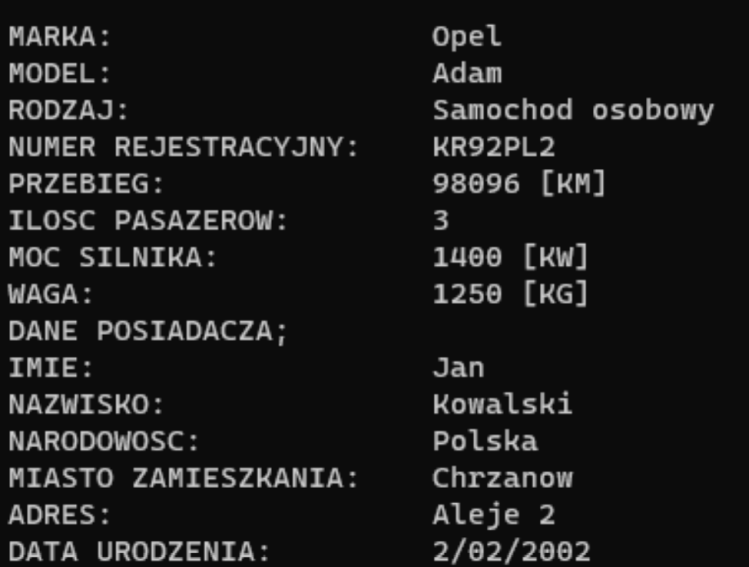 MARKA: Opel
MODEL: Adam
RODZAJ: Samochod osobowy
NUMER REJESTRACYJNY: KR92PL2
PRZEBIEG: 98096 [KM]
ILOSC PASAZEROW: 3
MOC SILNIKA: 1400 [KW]
WAGA: 1250 [KG]
DANE POSIADACZA;
IMIE: Jan
NAZWISKO: Kowalski
NARODOWOSC: Polska
MIASTO ZAMIESZKANIA: Chrzanow
ADRES: Aleje 2
DATA URODZENIA: 2/02/2002